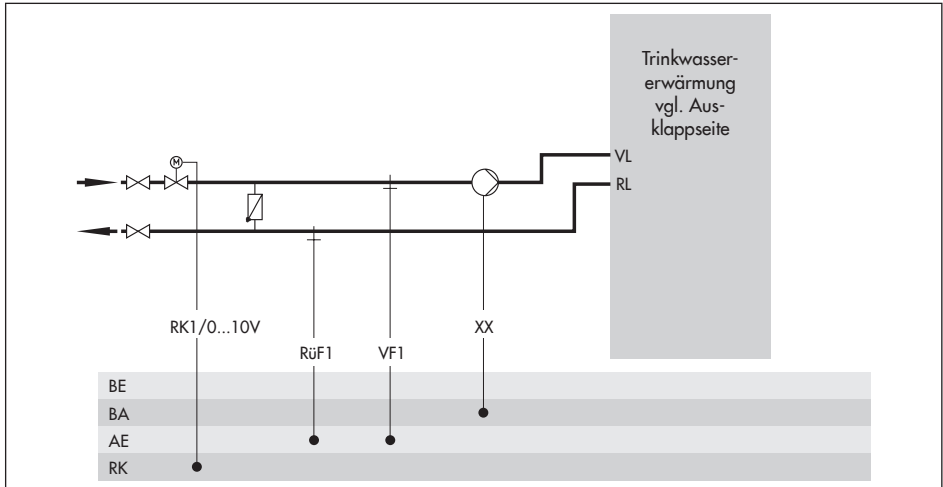 Trinkwasser-
erwärmung
vgl. Aus-
klappseite
VL
RL
M
RK1/0...10V
XX
RüF1
VF1
BE
BA
AE
RK